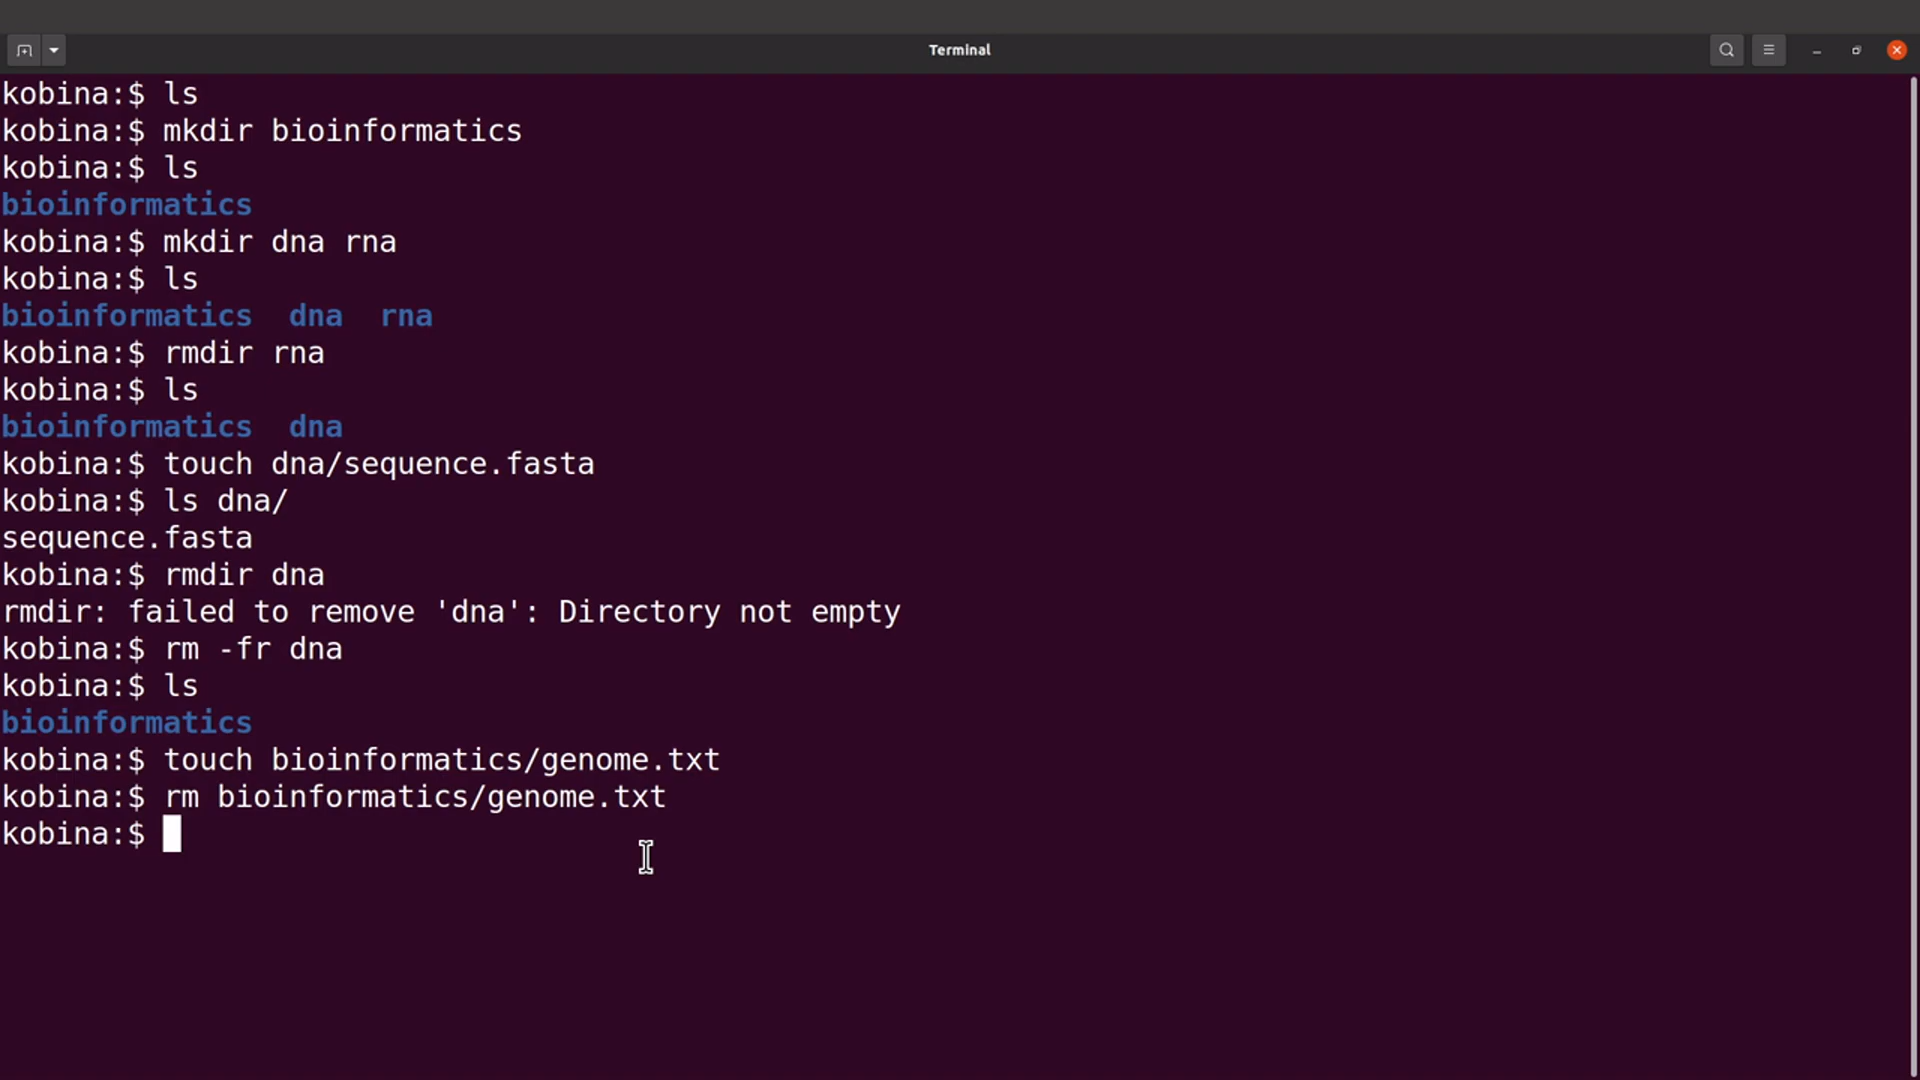 Terminal
kobina:$ ls
kobina:$ mkdir bioinformatics
kobina:$ ls
bioinformatics
kobina:$ mkdir dna rna
kobina:$ ls
bioinformatics  dna  rna
kobina:$ rmdir rna
kobina:$ ls
bioinformatics  dna
kobina:$ touch dna/sequence.fasta
kobina:$ ls dna/
sequence.fasta
kobina:$ rmdir dna
rmdir: failed to remove 'dna': Directory not empty
kobina:$ rm -fr dna
kobina:$ ls
bioinformatics
kobina:$ touch bioinformatics/genome.txt
kobina:$ rm bioinformatics/genome.txt
kobina:$